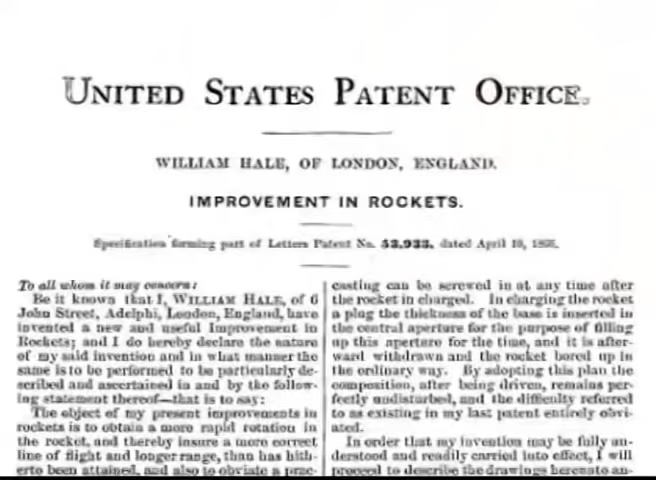 UNITED STATES PATENT OFFICE.
WILLIAM HALE, OF LONDON, ENGLAND.
IMPROVEMENT IN ROCKETS.
Specification forming part of Letters Patent No. 53,933, dated April 10, 1866.
To all whom it may concern:
Be it known that I, WILLIAM HALE, of 6
John Street, Adelphi, London, England, have
invented a new and useful Improvement in
Rockets; and I do hereby declare the nature
of my said invention and in what manner the
same is to be performed to be particularly de-
scribed and ascertained in and by the follow-
ing statement thereof—that is to say:
The object of my present improvements in
rockets is to obtain a more rapid rotation in
the rocket, and thereby insure a more correct
line of flight and longer range, than has hith-
erto been attained, and also to obviate a prac-
casting can be screwed in at any time after
the rocket in charged. In charging the rocket
a plug the thickness of the base is inserted in
the central aperture for the purpose of filling
up this aperture for the time, and it is after-
ward withdrawn and the rocket bored up in
the ordinary way. By adopting this plan the
composition, after being driven, remains per-
fectly undisturbed, and the difficulty referred
to as existing in my last patent entirely obvi-
ated.
In order that my invention may be fully un-
derstood and readily carried into effect, I will
proceed to describe the drawings hereunto an-